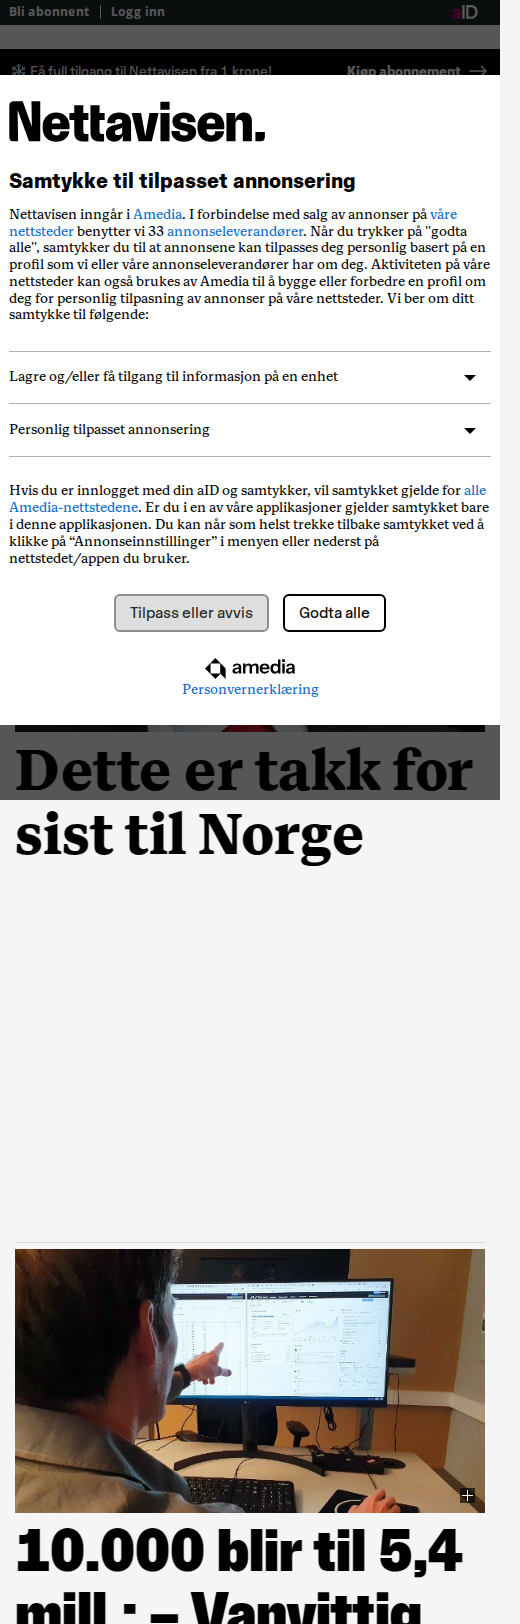 Bli abonnent
Logg inn
aID
Få full tilgang til Nettavisen fra 1 krone!
Kjøp abonnement
Nettavisen.
Samtykke til tilpasset annonsering
Nettavisen inngår i Amedia. I forbindelse med salg av annonser på våre
nettsteder benytter vi 33 annonseleverandører. Når du trykker på "godta
alle", samtykker du til at annonsene kan tilpasses deg personlig basert på en
profil som vi eller våre annonseleverandører har om deg. Aktiviteten på våre
nettsteder kan også brukes av Amedia til å bygge eller forbedre en profil om
deg for personlig tilpasning av annonser på våre nettsteder. Vi ber om ditt
samtykke til følgende:
Lagre og/eller få tilgang til informasjon på en enhet
Personlig tilpasset annonsering
Hvis du er innlogget med din aID og samtykker, vil samtykket gjelde for alle
Amedia-nettstedene. Er du i en av våre applikasjoner gjelder samtykket bare
i denne applikasjonen. Du kan når som helst trekke tilbake samtykket ved å
klikke på “Annonseinnstillinger” i menyen eller nederst på
nettstedet/appen du bruker.
Tilpass eller avvis
Godta alle
amedia
Personvernerklæring
Dette er takk for
sist til Norge
10.000 blir til 5,4
mill.: – Vanvittig